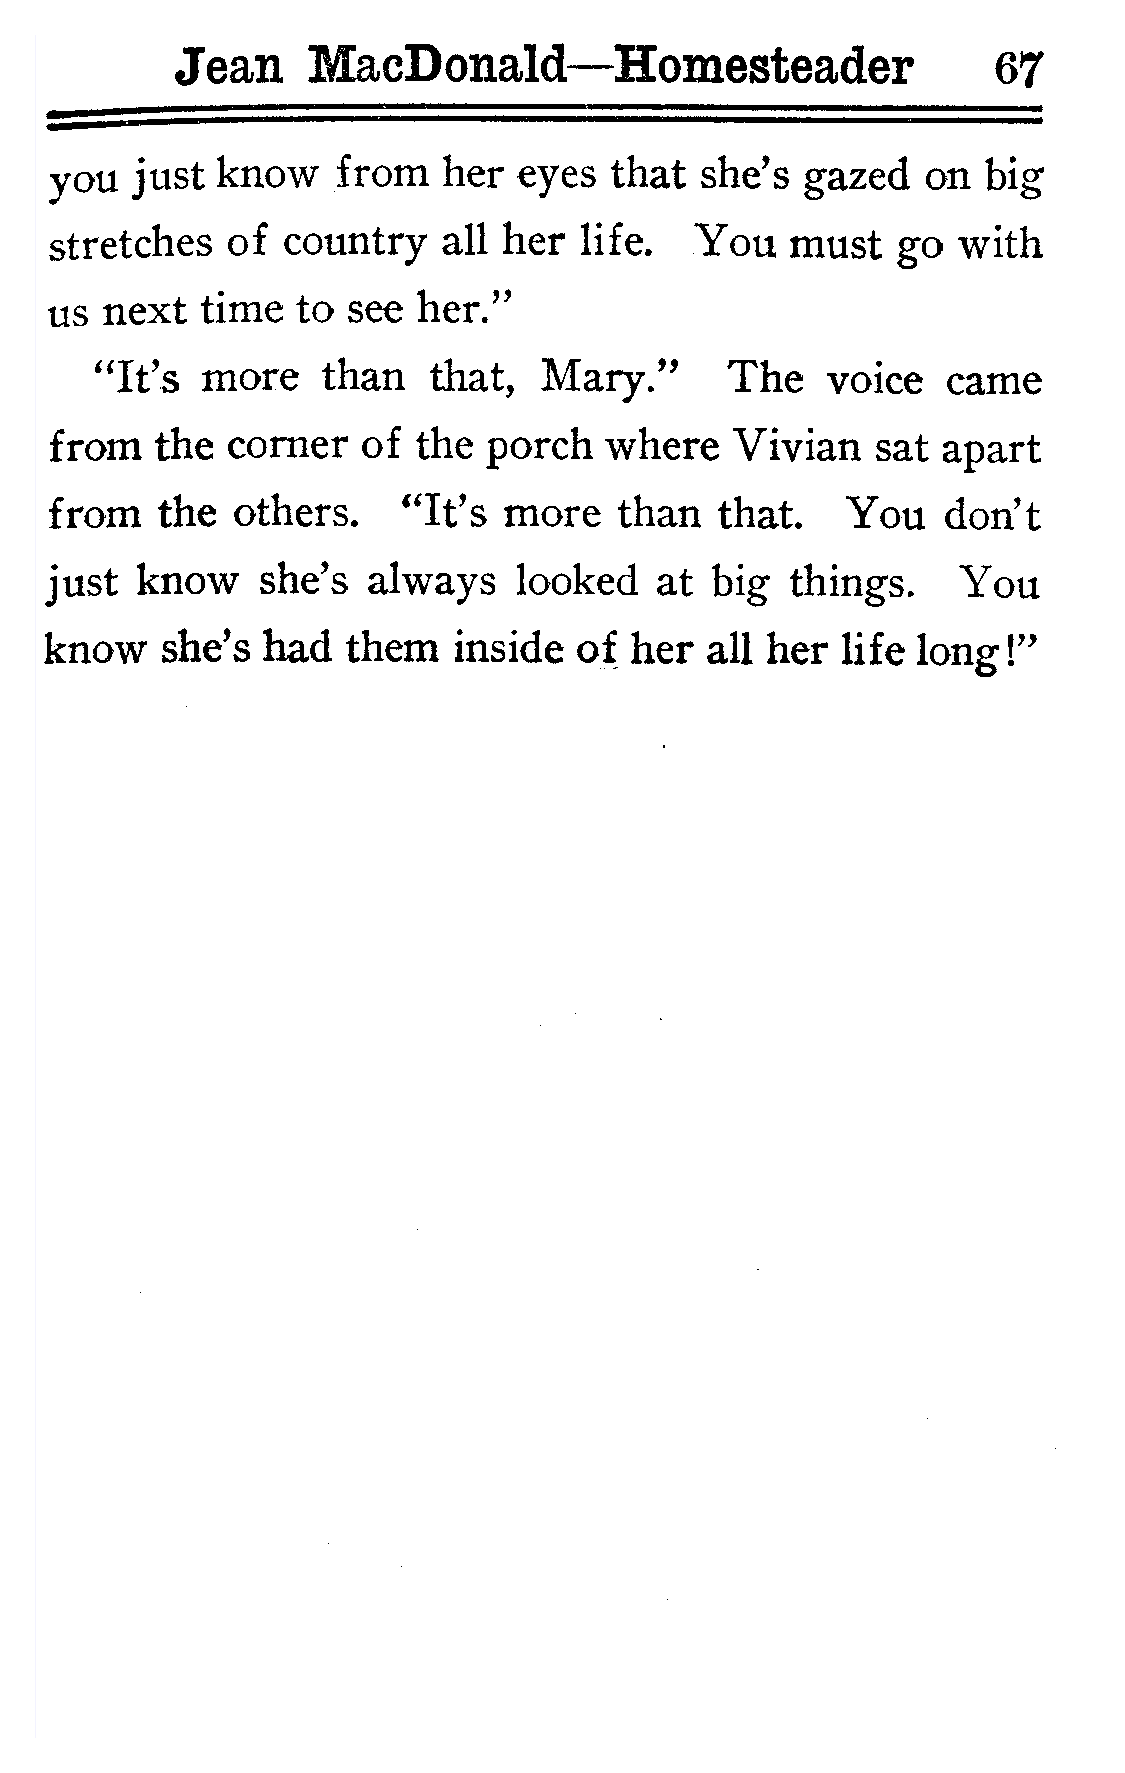 Jean MacDonald—Homesteader 67
you just know from her eyes that she's gazed on big
stretches of country all her life. You must go with
us next time to see her."
"It's more than that, Mary." The voice came
from the corner of the porch where Vivian sat apart
from the others. "It's more than that. You don't
just know she's always looked at big things. You
know she's had them inside of her all her life long!"